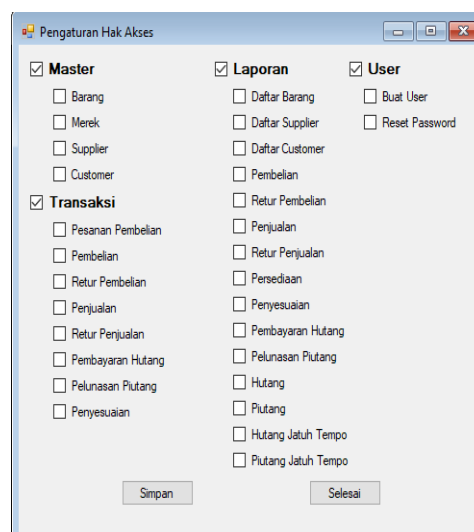 Pengaturan Hak Akses
Master
Barang
Merek
Supplier
Customer
Transaksi
Pesanan Pembelian
Pembelian
Retur Pembelian
Penjualan
Retur Penjualan
Pembayaran Hutang
Pelunasan Piutang
Penyesuaian
Laporan
Daftar Barang
Daftar Supplier
Daftar Customer
Pembelian
Retur Pembelian
Penjualan
Retur Penjualan
Persediaan
Penyesuaian
Pembayaran Hutang
Pelunasan Piutang
Hutang
Piutang
Hutang Jatuh Tempo
Piutang Jatuh Tempo
User
Buat User
Reset Password
Simpan
Selesai